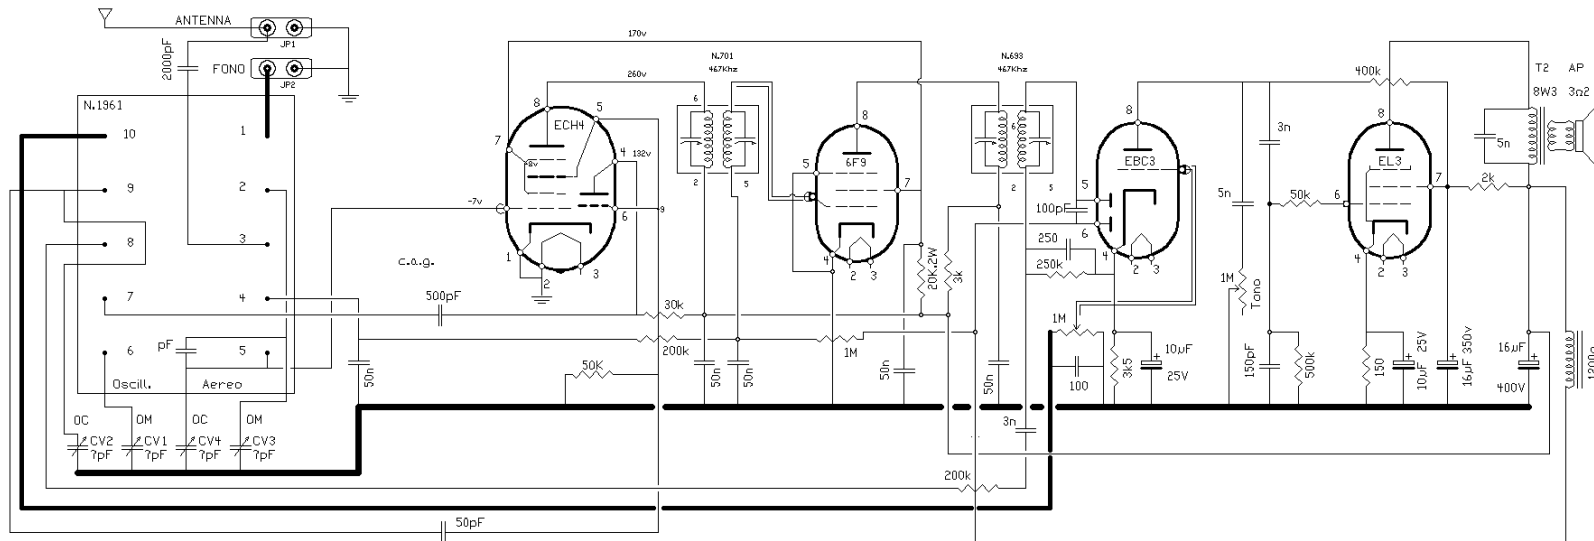 ANTENNA
JP1
2000pF
FONO
JP2
N.1961
10
1
9
2
8
3
7
4
6
5
pF
Oscill.
Aereo
OC
OM
OC
OM
CV2
?pF
CV1
?pF
CV4
?pF
CV3
?pF
170v
260v
132v
-8v
-7v
ECH4
8
5
7
4
6
9
1
2
3
c.a.g.
500pF
30k
200k
50n
50K
50pF
N.701
467Khz
6
2
5
50n
50n
1M
6F9
8
5
7
4
2
3
50n
20K.2W
3k
N.693
467Khz
6
2
5
50n
3n
200k
100pF
250
250k
EBC3
8
5
6
4
2
3
1M
100
3k5
10µF
25V
400k
3n
5n
50k
1M
Tono
150pF
500k
EL3
8
6
7
4
2
3
2k
150
10µF 25V
16µF 350v
16µF
400V
T2
8W3
AP
3Ω2
5n